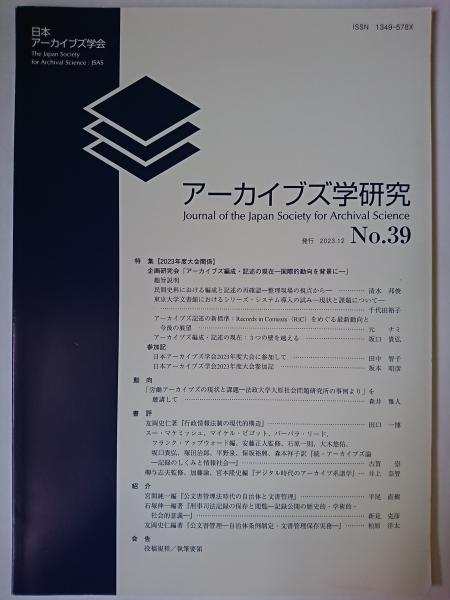 日本
アーカイブズ学会
The Japan Society
for Archival Science : JSAS
ISSN 1349-578X
アーカイブズ学研究
Journal of the Japan Society for Archival Science
発行 2023.12 No.39
特 集【2023年度大会関係】
企画研究会「アーカイブズ編成・記述の現在―国際的動向を背景に―」
趣旨説明
民間史料における編成と記述の再確認―整理現場の視点から― 清水 邦俊
東京大学文書館におけるシリーズ・システム導入の試み―現状と課題について―
千代田裕子
アーカイブズ記述の新標準:Records in Contexts(RiC)をめぐる最新動向と
今後の展望 元 ナミ
アーカイブズ編成・記述の現在:3つの壁を越える 坂口 貴弘
参加記
日本アーカイブズ学会2023年度大会に参加して 田中 智子
日本アーカイブズ学会2023年度大会参加記 坂本 昭彦
動 向
「労働アーカイブズの現状と課題―法政大学大原社会問題研究所の事例より」を
聴講して 森井 雅人
書 評
友岡史仁著『行政情報法制の現代的構造』 田口 一博
スー・マケミッシュ、マイケル・ピゴット、バーバラ・リード、
フランク・アップウォード編、安藤正人監修、石原一則、大木悠佑、
坂口貴弘、塚田治郎、平野泉、保坂裕興、森本祥子訳『続・アーカイブズ論
―記録のしくみと情報社会―』 古賀 崇
柳与志夫監修、加藤諭、宮本隆史編『デジタル時代のアーカイブ系譜学』 井上 奈智
紹 介
宮間純一編『公文書管理法時代の自治体と文書管理』 平尾 直樹
石塚伸一編著『刑事司法記録の保存と閲覧―記録公開の歴史的・学術的・
社会的意義―』 新見 克彦
友岡史仁編著『公文書管理―自治体条例制定・文書管理保存実務―』 柏原 洋太
会 告
投稿規程/執筆要領